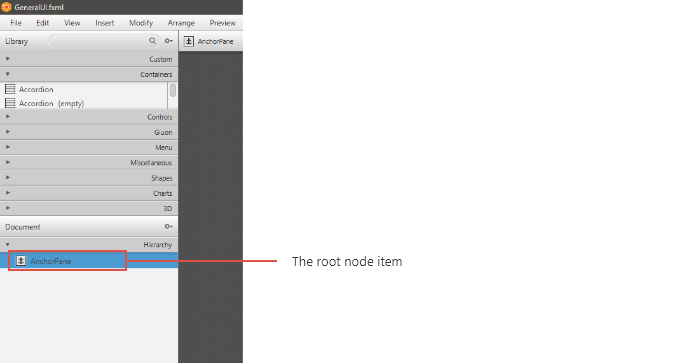 GeneralUI.fxml
File Edit View Insert Modify Arrange Preview
Library
AnchorPane
Custom
Containers
Accordion
Accordion (empty)
Controls
Gluon
Menu
Miscellaneous
Shapes
Charts
3D
Document
Hierarchy
AnchorPane
The root node item